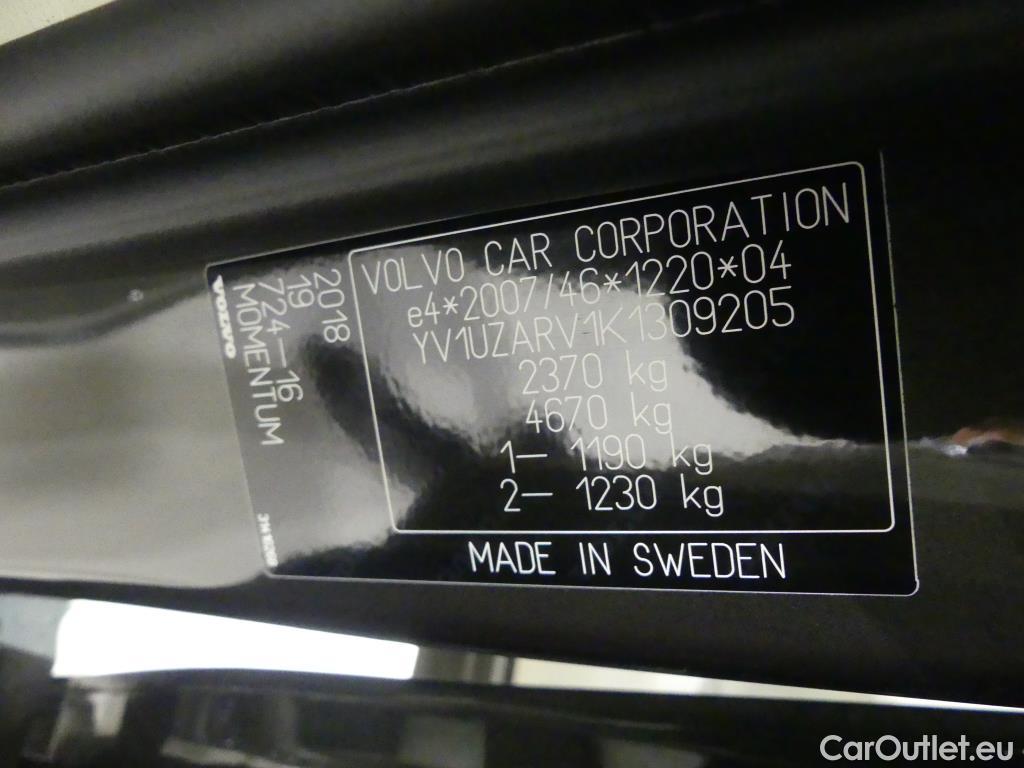 VOLVO CAR CORPORATION
e4*2007/46*1220*04
YV1UZARV1K1309205
2370 kg
4670 kg
1— 1190 kg
2— 1230 kg
MADE IN SWEDEN
2018
19
724—16
MOMENTUM
VOLVO
CarOutlet.eu